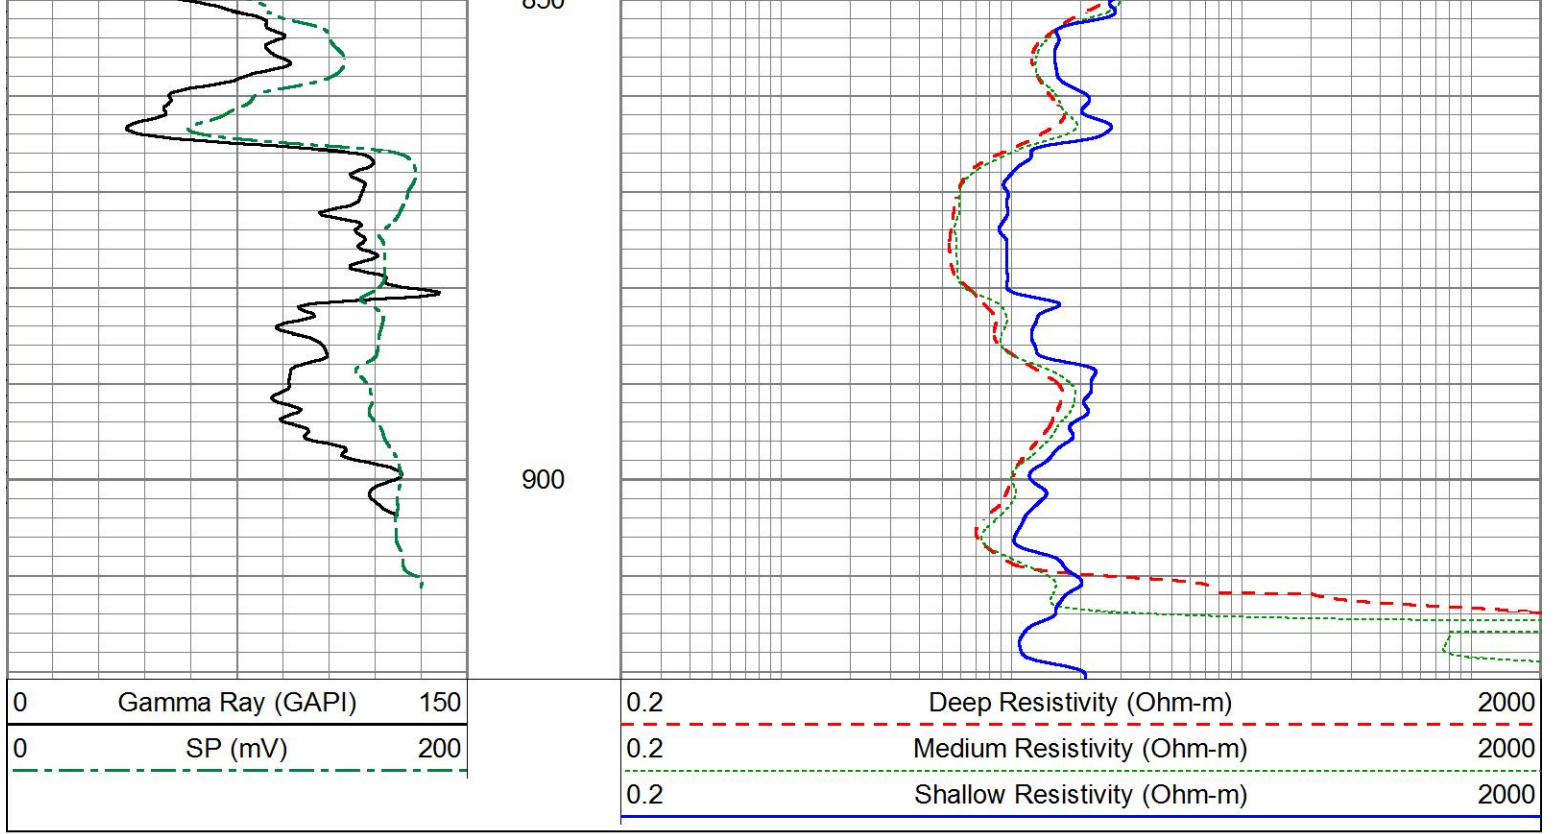 850
900
0 Gamma Ray (GAPI) 150
0 SP (mV) 200
0.2 Deep Resistivity (Ohm-m) 2000
0.2 Medium Resistivity (Ohm-m) 2000
0.2 Shallow Resistivity (Ohm-m) 2000